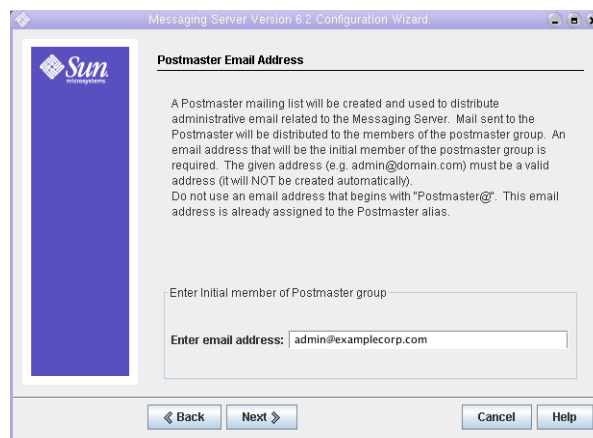 Messaging Server Version 6.2 Configuration Wizard.
Sun
microsystems
Postmaster Email Address
A Postmaster mailing list will be created and used to distribute
administrative email related to the Messaging Server. Mail sent to the
Postmaster will be distributed to the members of the postmaster group. An
email address that will be the initial member of the postmaster group is
required. The given address (e.g. admin@domain.com) must be a valid
address (it will NOT be created automatically).
Do not use an email address that begins with "Postmaster@". This email
address is already assigned to the Postmaster alias.
Enter Initial member of Postmaster group
Enter email address: admin@examplecorp.com
Back Next Cancel Help